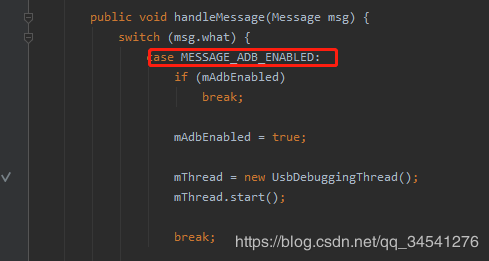 public void handleMessage(Message msg) {
switch (msg.what) {
case MESSAGE_ADB_ENABLED:
if (mAdbEnabled)
break;
mAdbEnabled = true;
mThread = new UsbDebuggingThread();
mThread.start();
break;
https://blog.csdn.net/qq_34541276